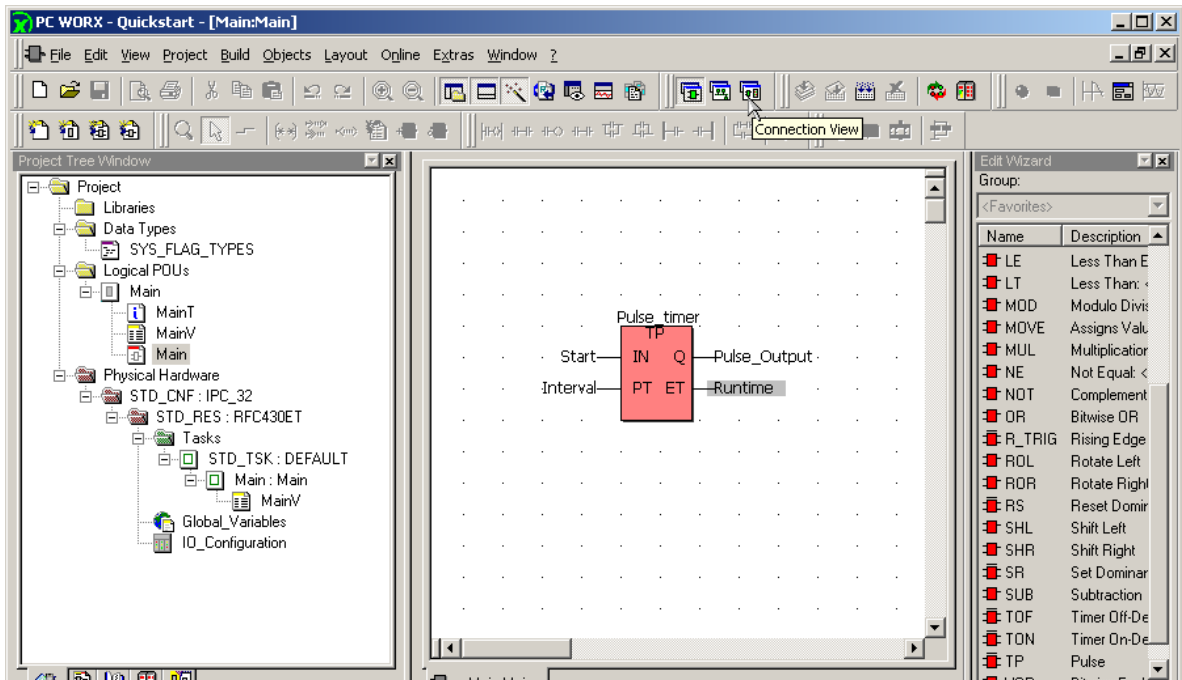 PC WORX - Quickstart - [Main:Main]
File Edit View Project Build Objects Layout Online Extras Window ?
Connection View
Project Tree Window
Project
Libraries
Data Types
SYS_FLAG_TYPES
Logical POUs
Main
MainT
MainV
Main
Physical Hardware
STD_CNF : IPC_32
STD_RES : RFC430ET
Tasks
STD_TSK : DEFAULT
Main : Main
MainV
Global_Variables
IO_Configuration
Pulse_timer
TP
Start IN Q Pulse_Output
Interval PT ET Runtime
Edit Wizard
Group:
<Favorites>
Name Description
LE Less Than E
LT Less Than: <
MOD Modulo Divis
MOVE Assigns Valu
MUL Multiplication
NE Not Equal: <
NOT Complement
OR Bitwise OR
R_TRIG Rising Edge
ROL Rotate Left
ROR Rotate Right
RS Reset Domin
SHL Shift Left
SHR Shift Right
SR Set Dominan
SUB Subtraction
TOF Timer Off-De
TON Timer On-De
TP Pulse